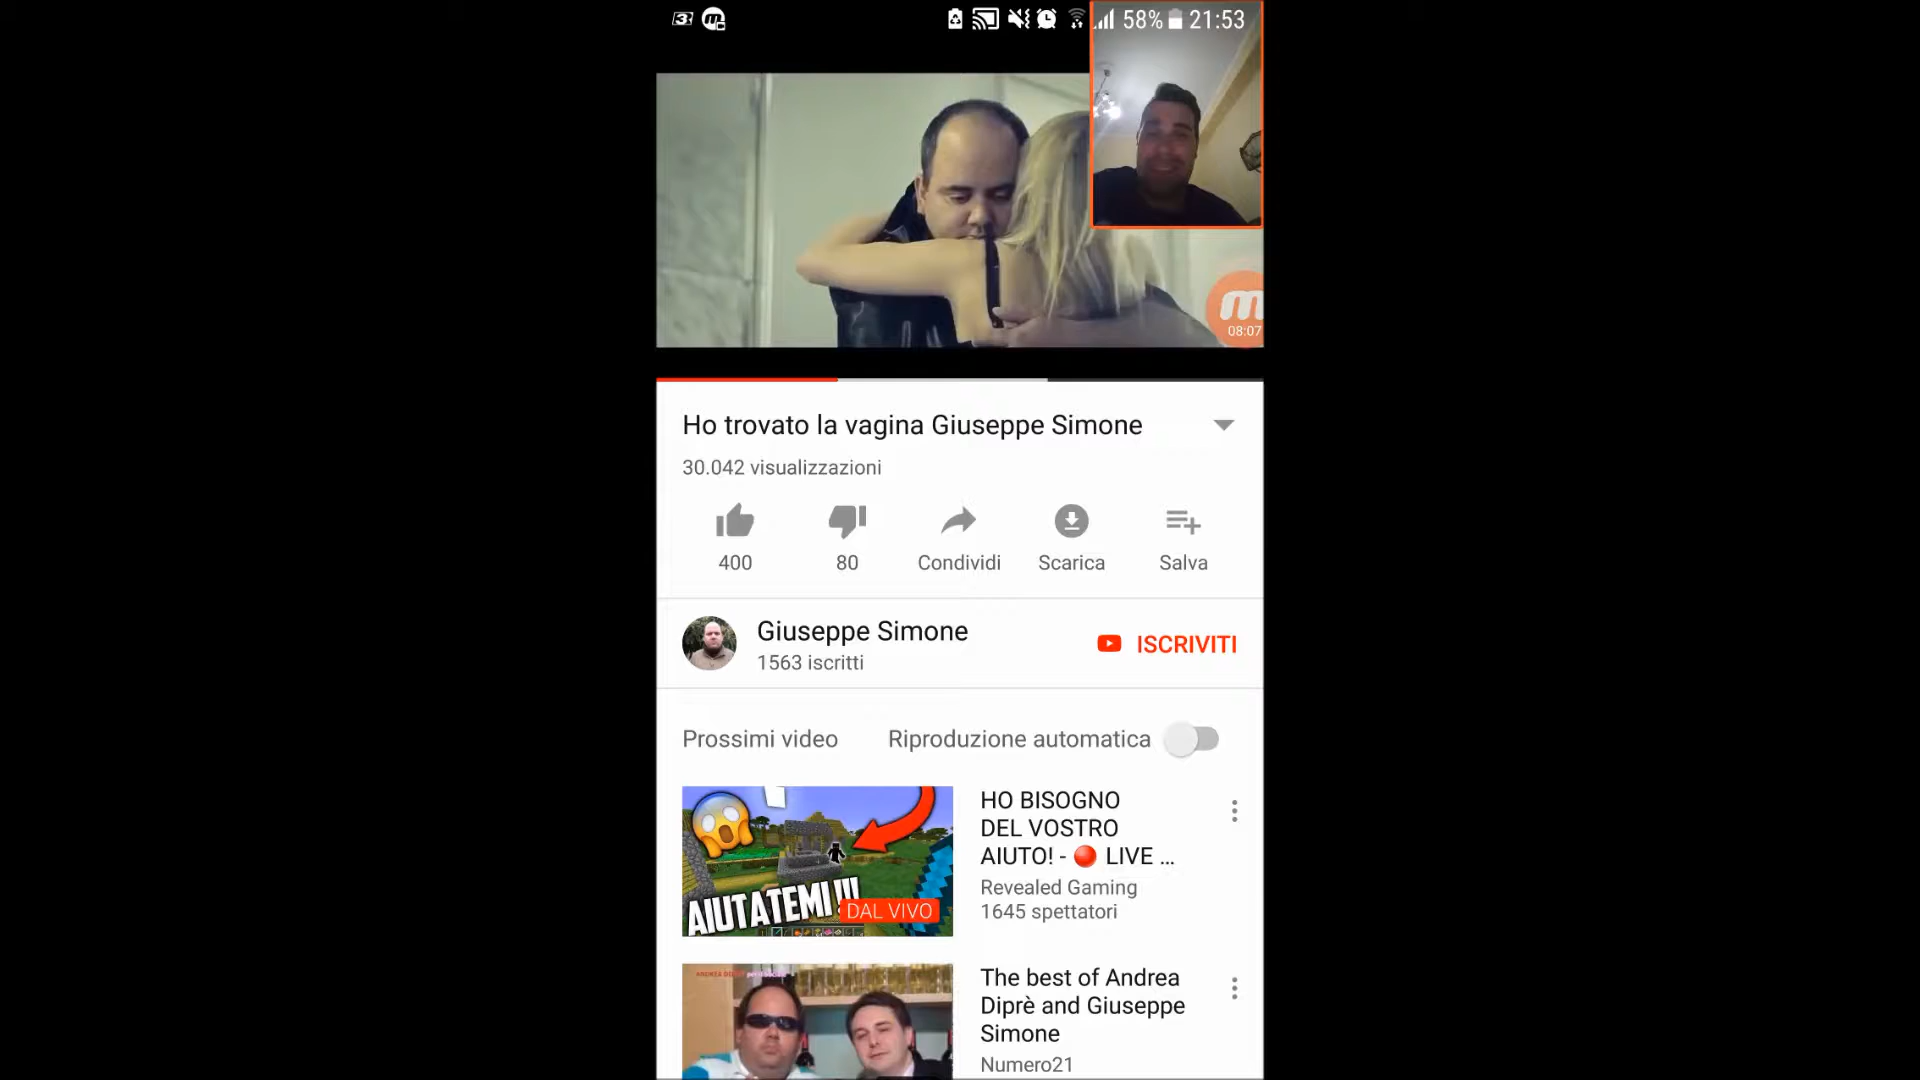 3 m 58% 21:53
m
08:07
Ho trovato la vagina Giuseppe Simone
30.042 visualizzazioni
400 80 Condividi Scarica Salva
Giuseppe Simone
1563 iscritti
ISCRIVITI
Prossimi video Riproduzione automatica
AIUTATEMI!!!
DAL VIVO
HO BISOGNO
DEL VOSTRO
AIUTO! - 🔴 LIVE ...
Revealed Gaming
1645 spettatori
The best of Andrea
Diprè and Giuseppe
Simone
Numero21